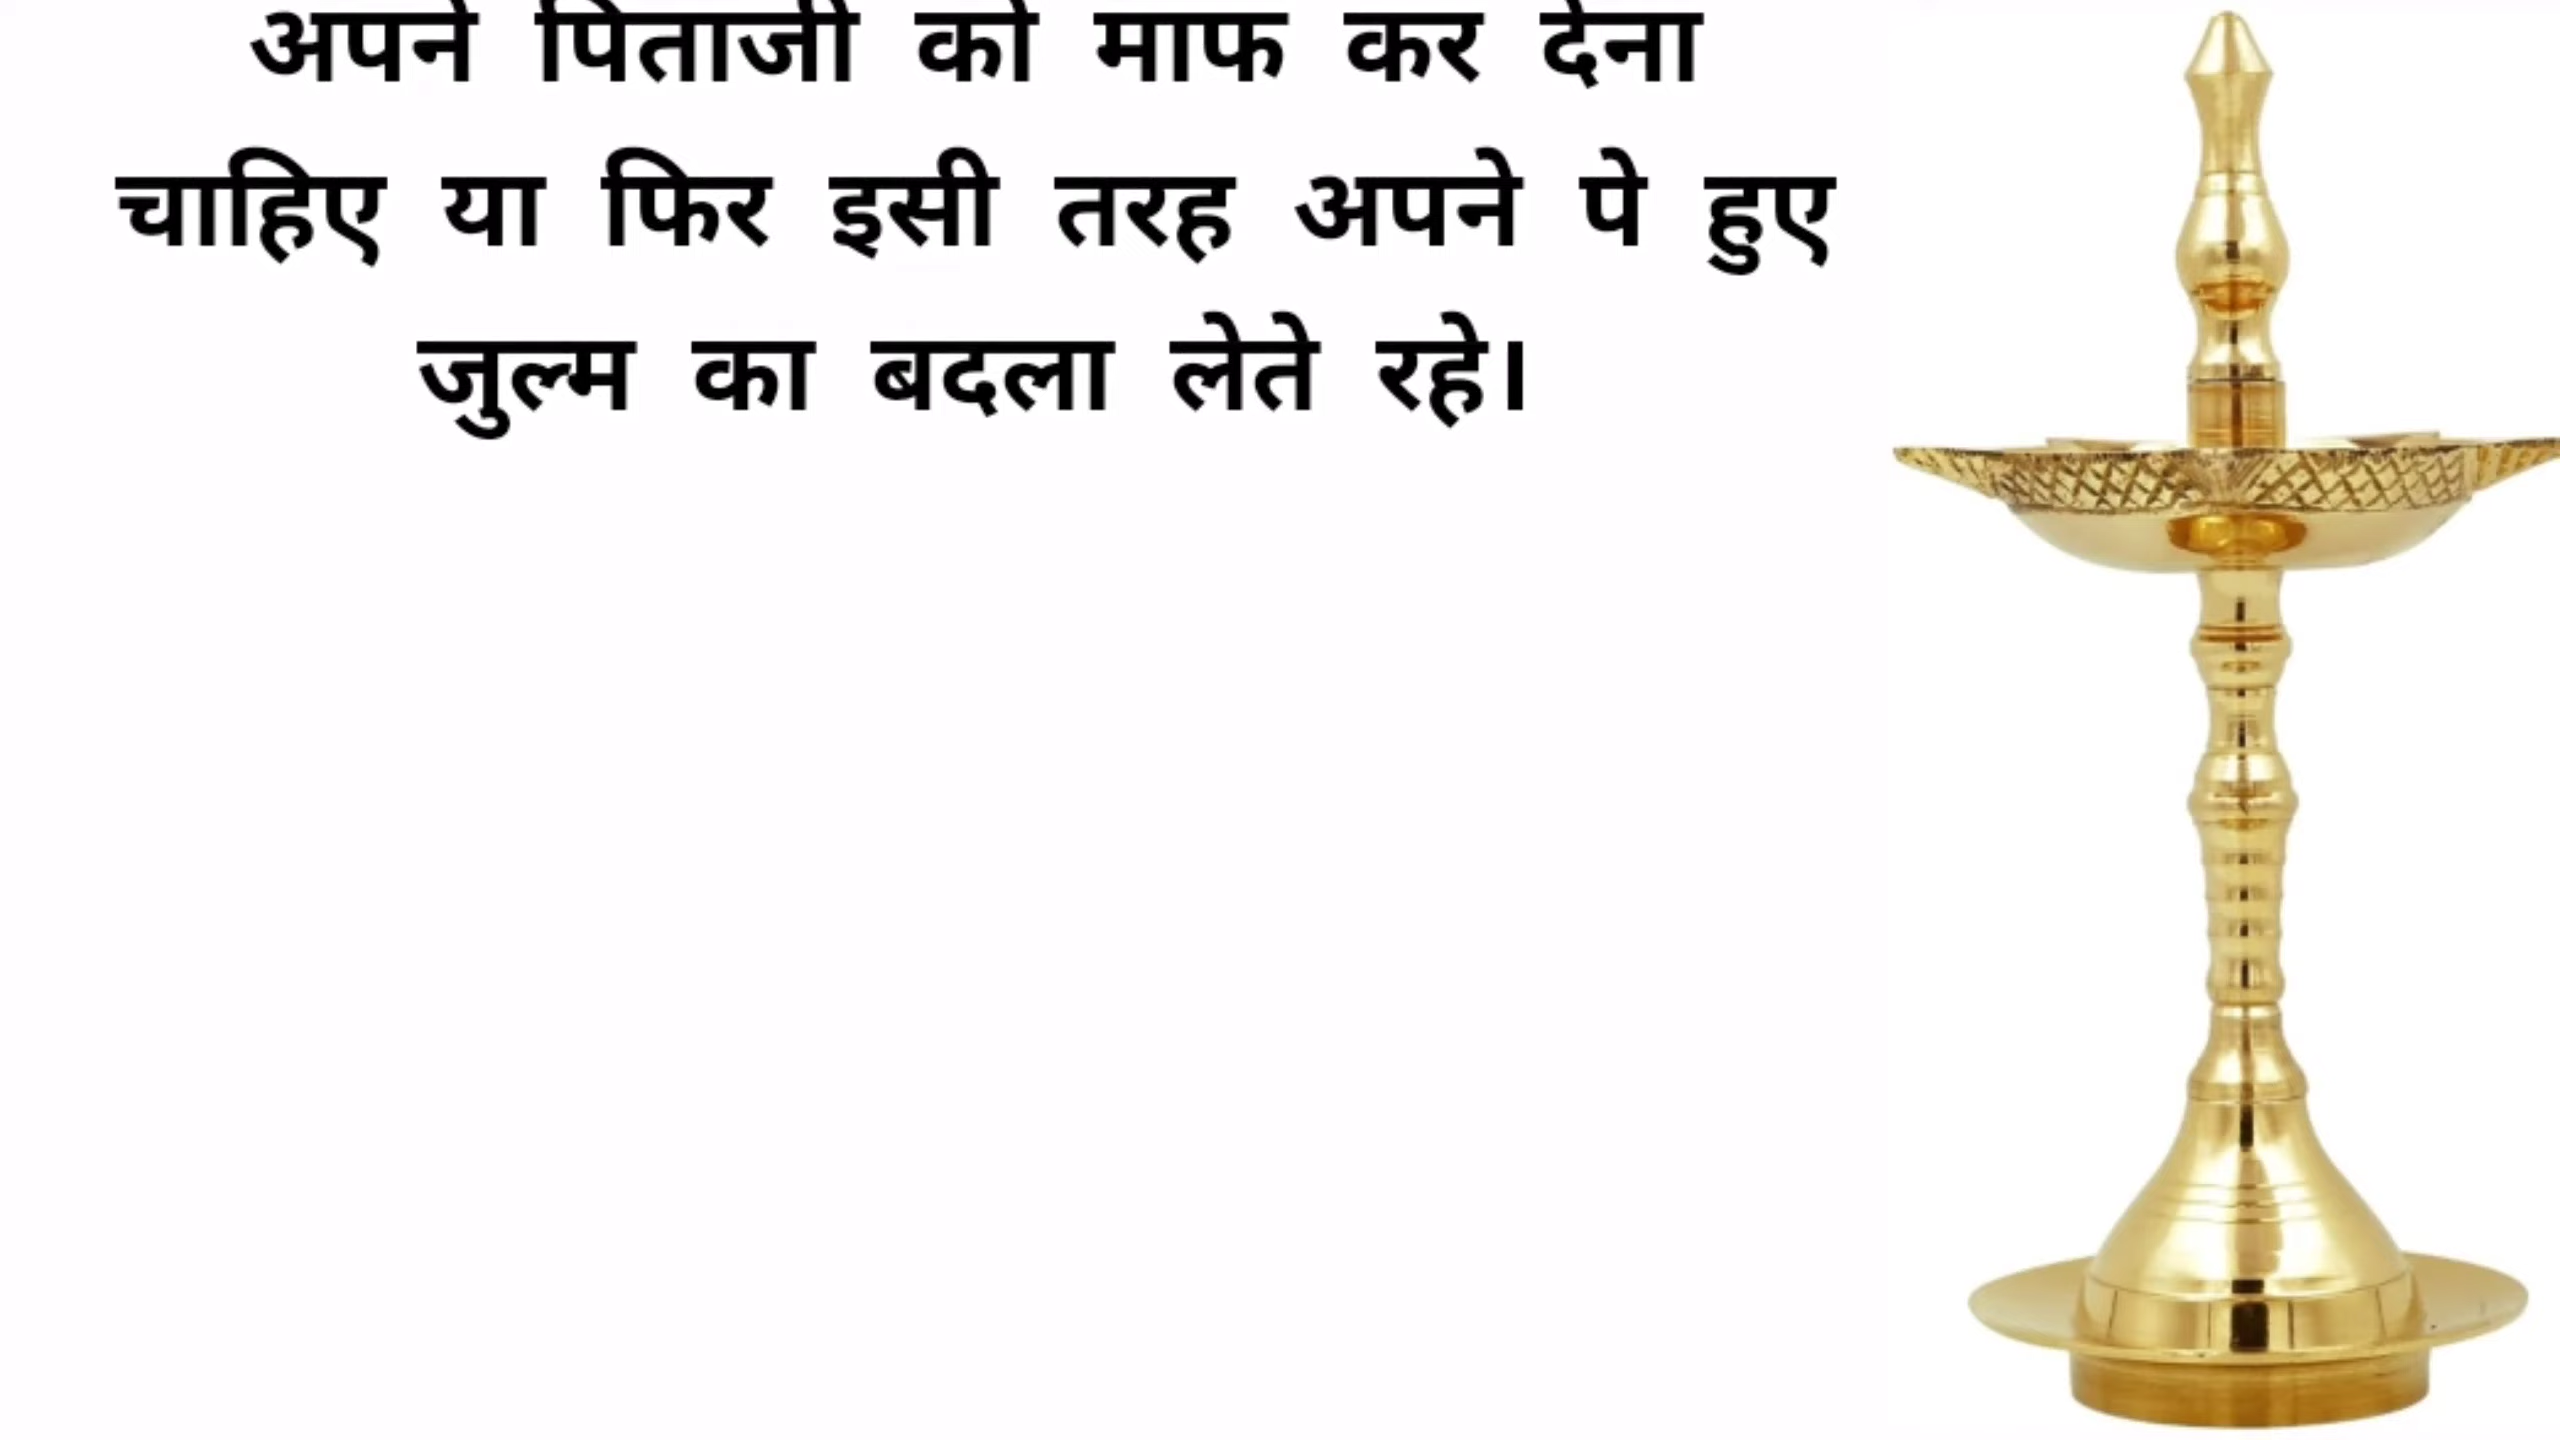 अपने पिताजी को माफ कर देना
चाहिए या फिर इसी तरह अपने पे हुए
जुल्म का बदला लेते रहे।